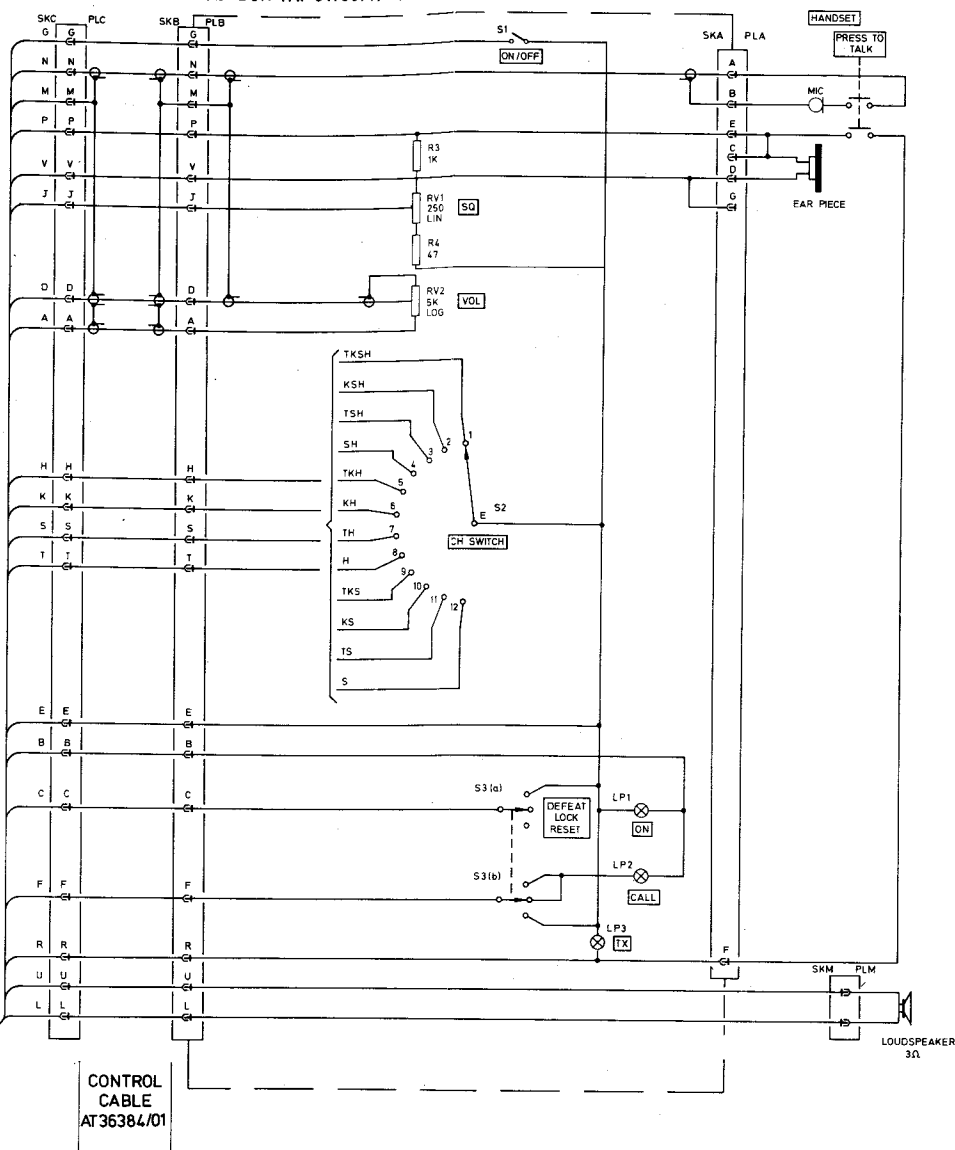 SKC PLC SKB PLB S1 SKA PLA HANDSET
ON/OFF
PRESS TO
TALK
G G G
N N N A
M M M B MIC
P P P E
R3
1K
C
V V V D
J J J G
RV1
250
LIN
SQ
EAR PIECE
R4
47
D D D
RV2
5K
LOG
VOL
A A A
TKSH
KSH
TSH
SH
TKH
KH
TH
H
TKS
KS
TS
S
1
2
3
4
5
6
7
8
9
10
11
12
E S2
CH SWITCH
H H H
K K K
S S S
T T T
E E E
B B B
C C C
S3(a)
DEFEAT
LOCK
RESET
LP1
ON
F F F
S3(b)
LP2
CALL
LP3
TX
R R R F
U U U
L L L
SKM PLM
LOUDSPEAKER
3Ω
CONTROL
CABLE
AT36384/01